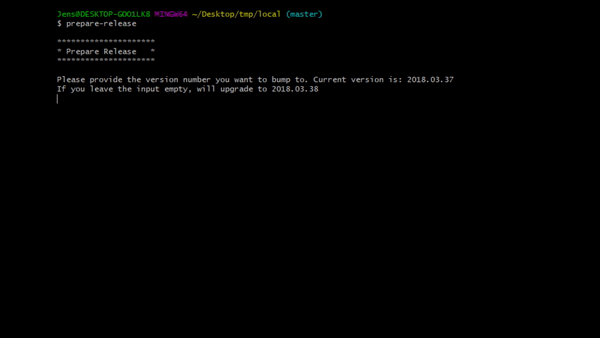 Jens@DESKTOP-GOO1LK8 MINGW64 ~/Desktop/tmp/local (master)
$ prepare-release
*********************
* Prepare Release   *
*********************
Please provide the version number you want to bump to. Current version is: 2018.03.37
If you leave the input empty, will upgrade to 2018.03.38